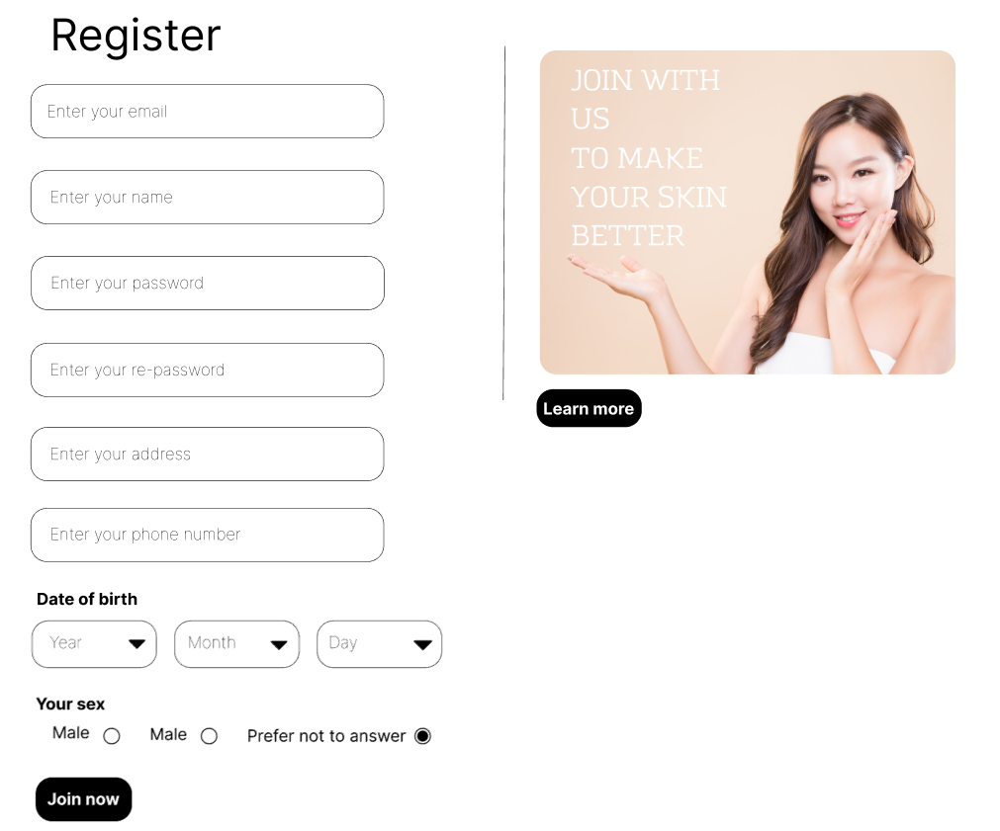 Register
Enter your email
Enter your name
Enter your password
Enter your re-password
Enter your address
Enter your phone number
Date of birth
Year Month Day
Your sex
Male Male Prefer not to answer
Join now
JOIN WITH
US
TO MAKE
YOUR SKIN
BETTER
Learn more